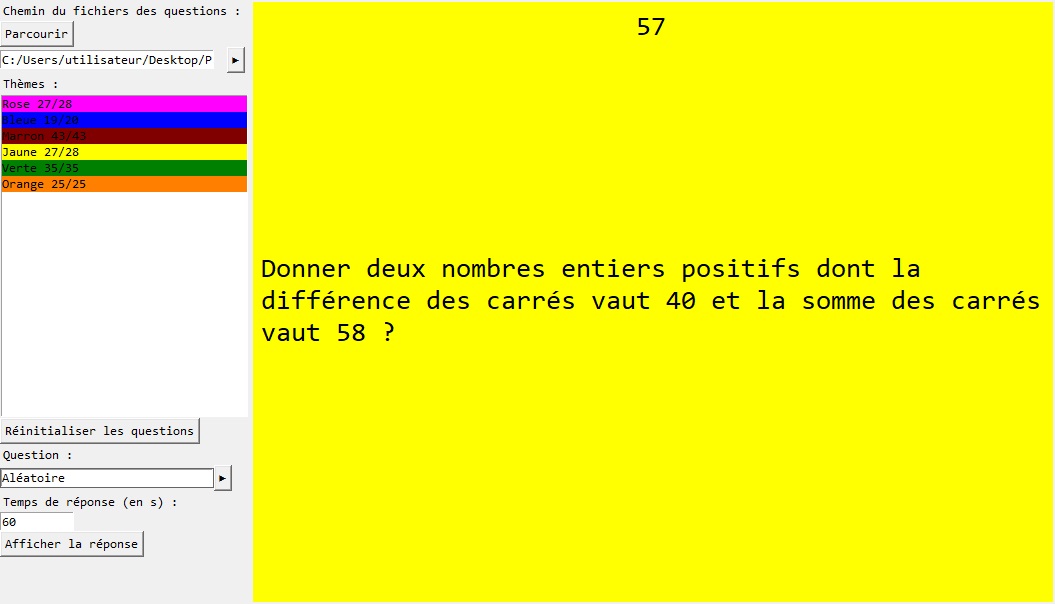 Chemin du fichiers des questions :
Parcourir
C:/Users/utilisateur/Desktop/P
Thèmes :
Rose 27/28
Bleue 19/20
Marron 43/43
Jaune 27/28
Verte 35/35
Orange 25/25
Réinitialiser les questions
Question :
Aléatoire
Temps de réponse (en s) :
60
Afficher la réponse
57
Donner deux nombres entiers positifs dont la
différence des carrés vaut 40 et la somme des carrés
vaut 58 ?